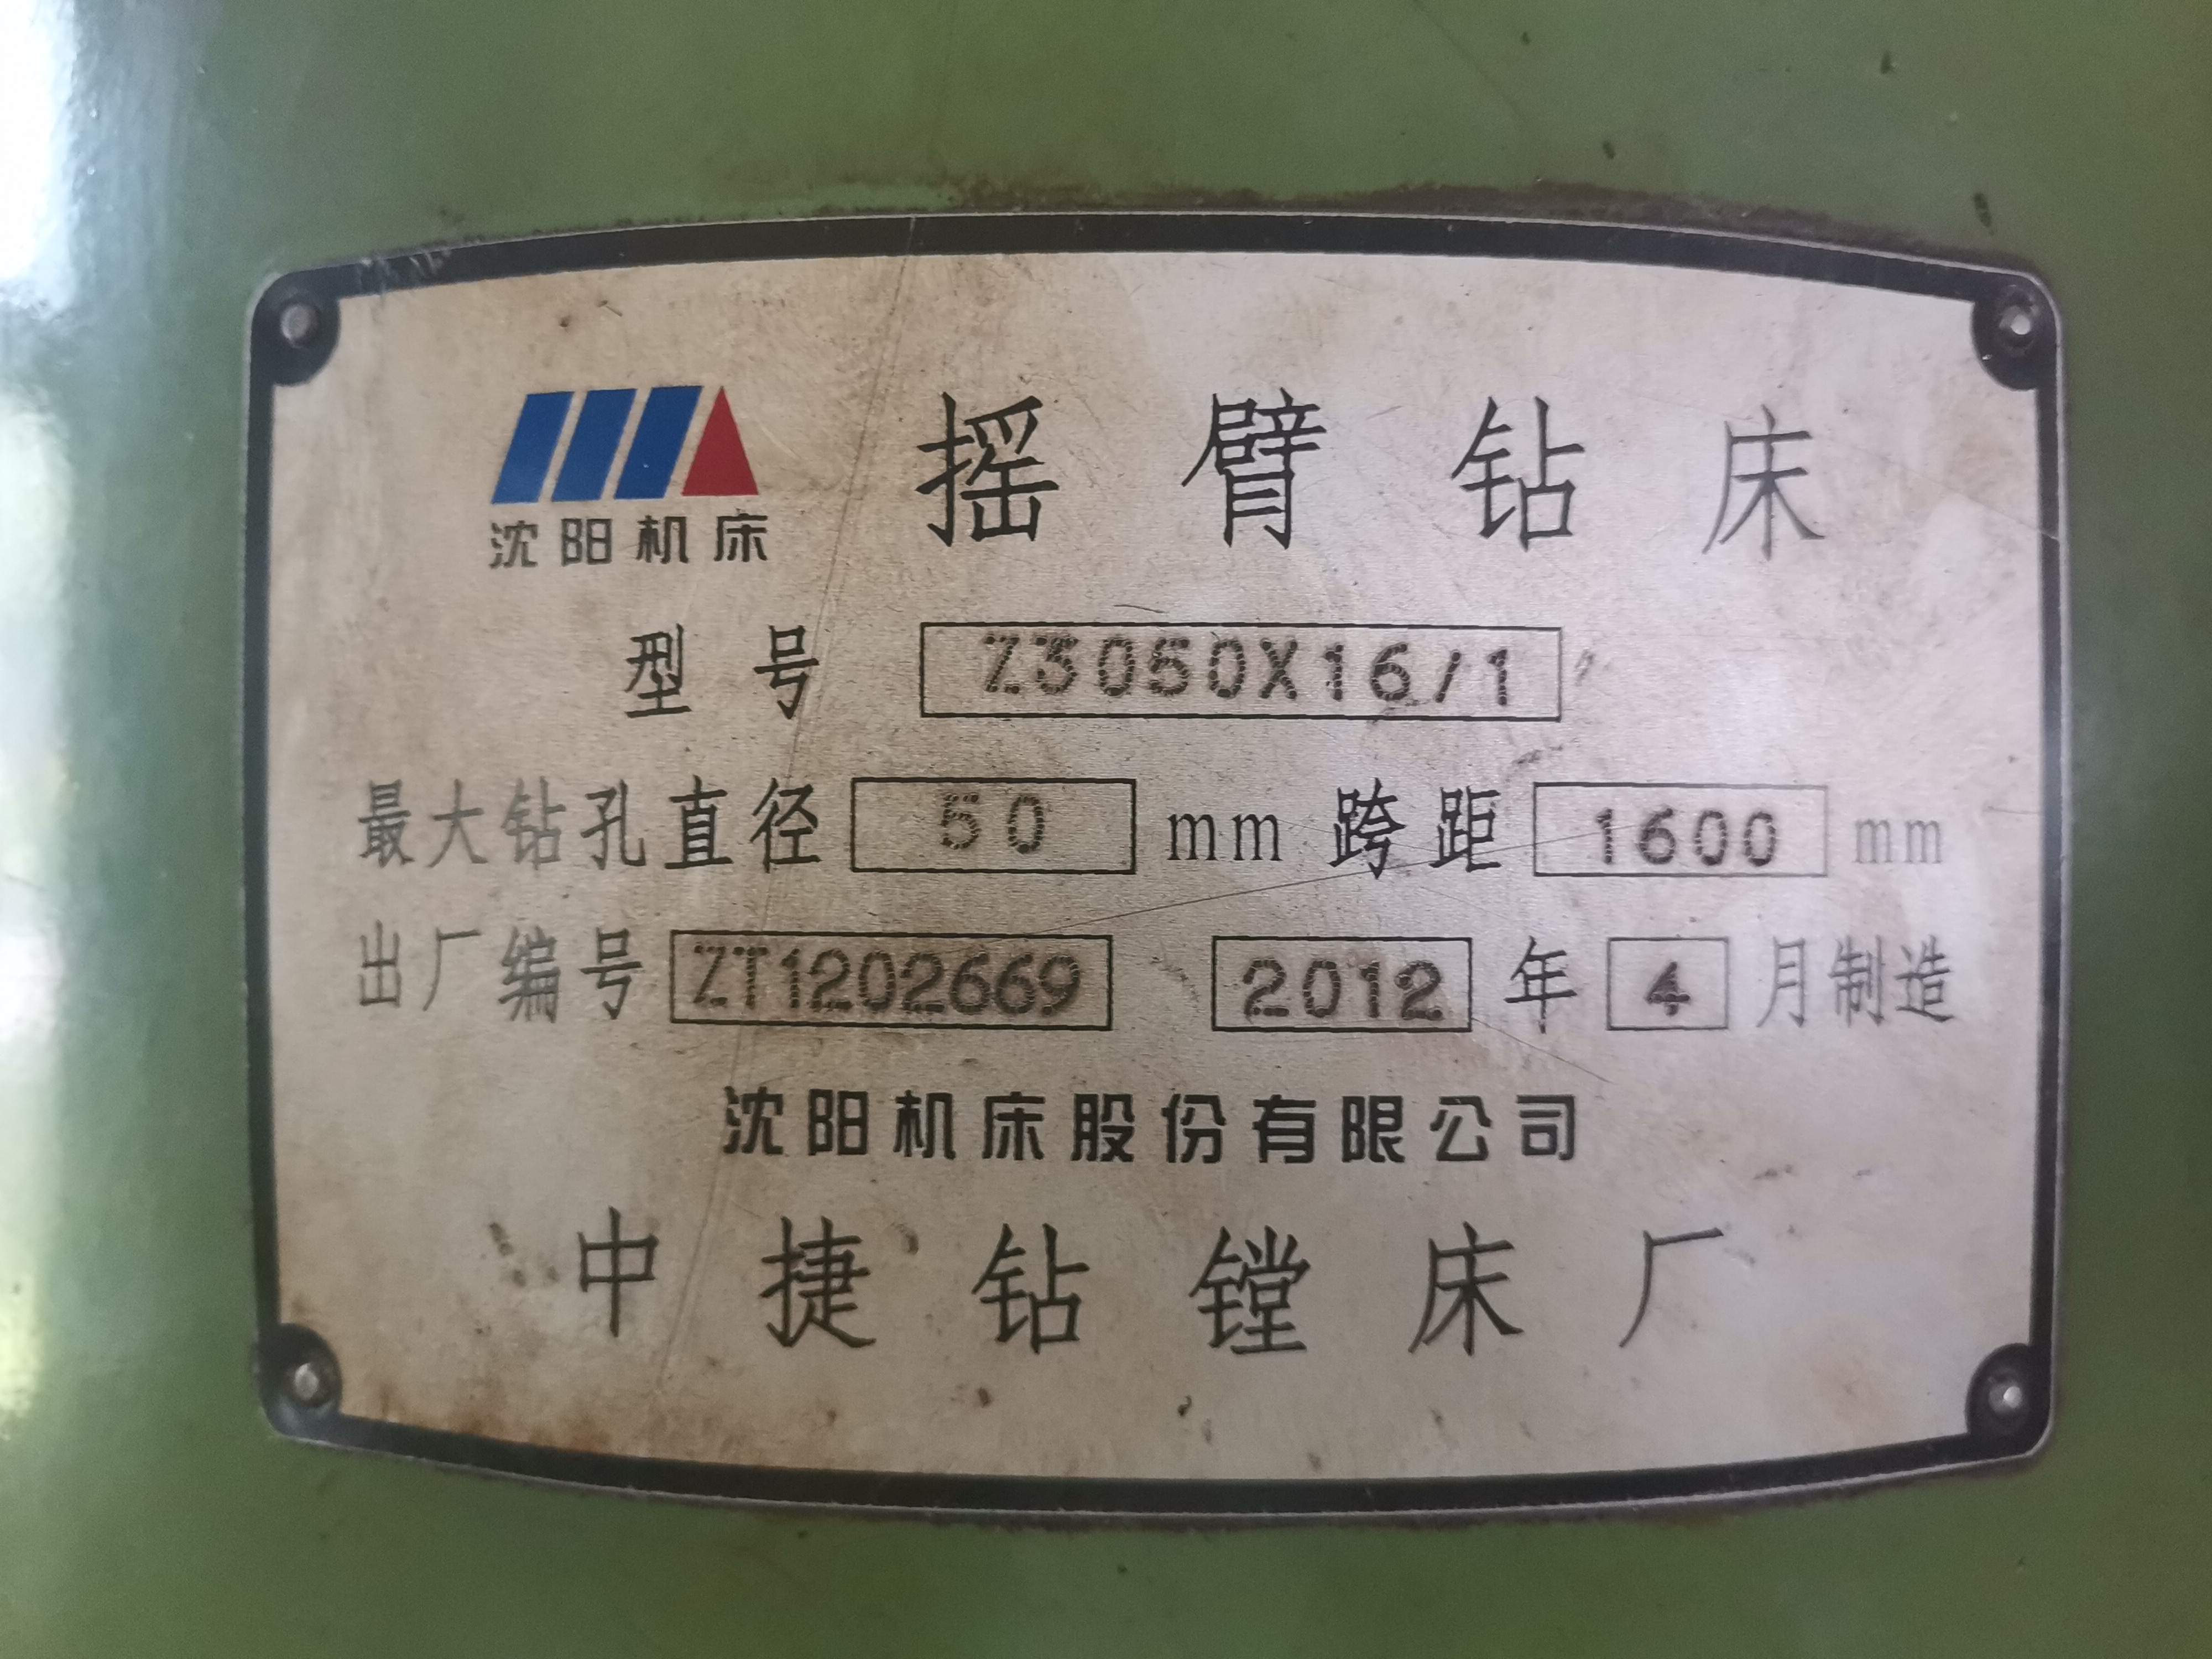 摇臂钻床
沈阳机床
型号 Z3050X16/1
最大钻孔直径 50 mm 跨距 1600 mm
出厂编号 ZT1202669 2012 年 4 月制造
沈阳机床股份有限公司
中捷钻镗床厂